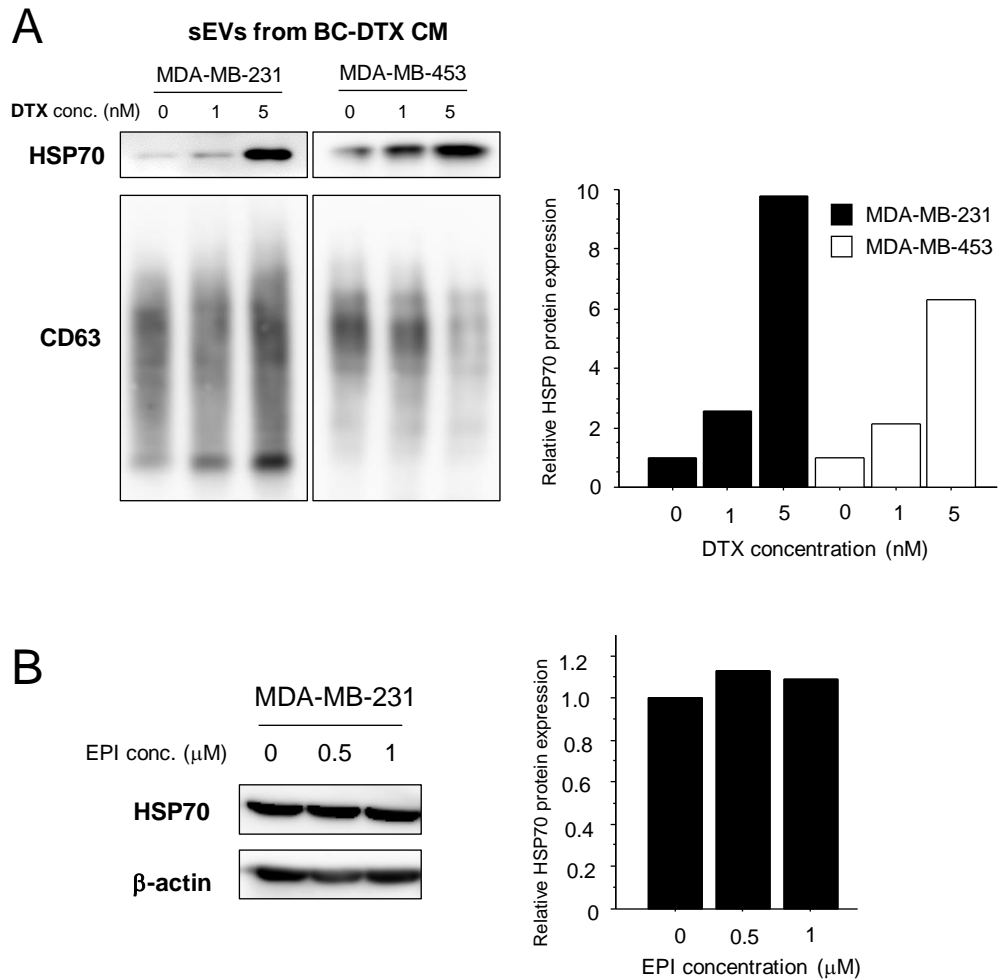 A
sEVs from BC-DTX CM
MDA-MB-231
MDA-MB-453
DTX conc. (nM)
0 1 5
0 1 5
HSP70
CD63
Relative HSP70 protein expression
10
8
6
4
2
0
MDA-MB-231
MDA-MB-453
0 1 5 0 1 5
DTX concentration (nM)
B
MDA-MB-231
EPI conc. (μM)
0 0.5 1
HSP70
β-actin
Relative HSP70 protein expression
1.2
1.0
0.8
0.6
0.4
0.2
0
0 0.5 1
EPI concentration (μM)